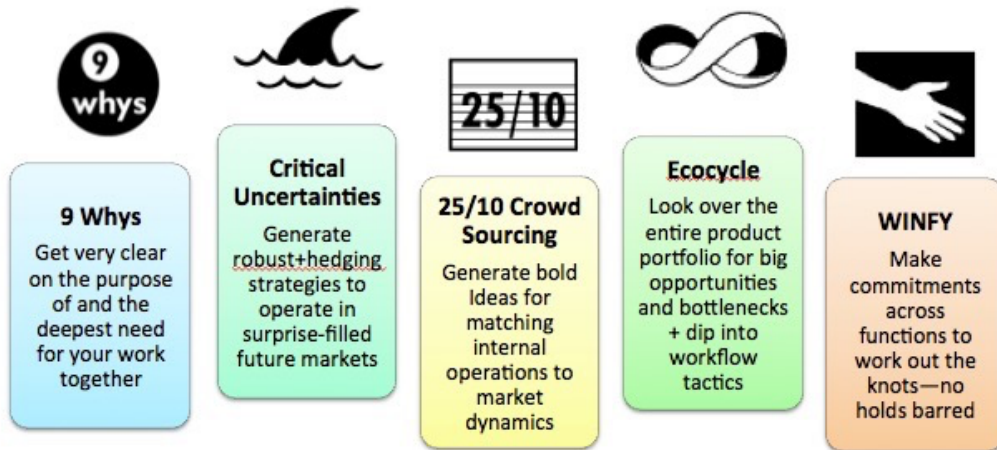 9
whys
9 Whys
Get very clear
on the purpose
of and the
deepest need
for your work
together
Critical
Uncertainties
Generate
robust+hedging
strategies to
operate in
surprise-filled
future markets
25/10
25/10 Crowd
Sourcing
Generate bold
Ideas for
matching
internal
operations to
market
dynamics
Ecocycle
Look over the
entire product
portfolio for big
opportunities
and bottlenecks
+ dip into
workflow
tactics
WINFY
Make
commitments
across
functions to
work out the
knots—no
holds barred